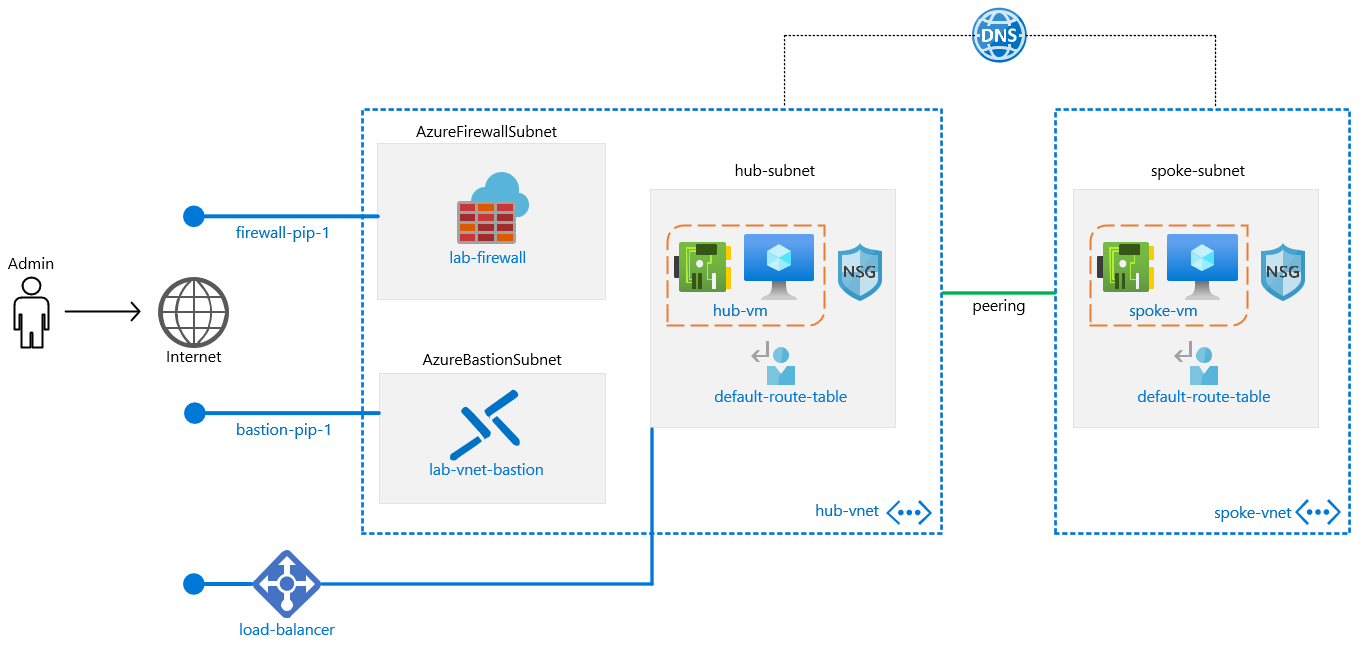 DNS
AzureFirewallSubnet
hub-subnet
spoke-subnet
firewall-pip-1
lab-firewall
Admin
NSG
NSG
peering
hub-vm
spoke-vm
Internet
AzureBastionSubnet
default-route-table
default-route-table
bastion-pip-1
lab-vnet-bastion
hub-vnet
spoke-vnet
load-balancer